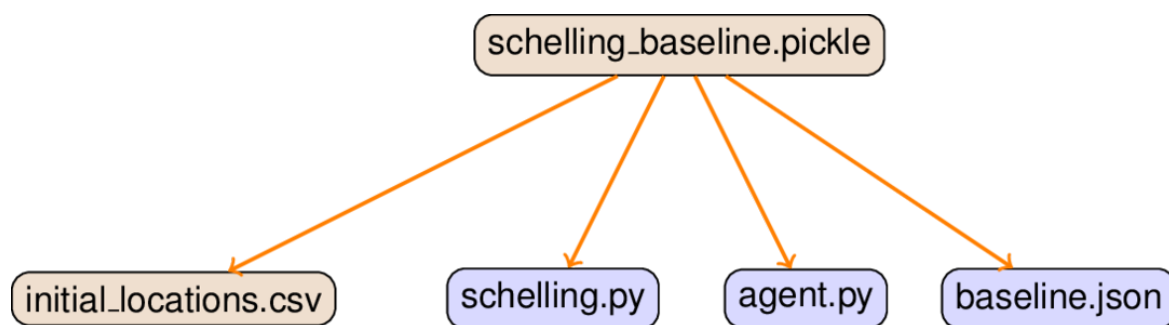 schelling_baseline.pickle
initial_locations.csv
schelling.py
agent.py
baseline.json